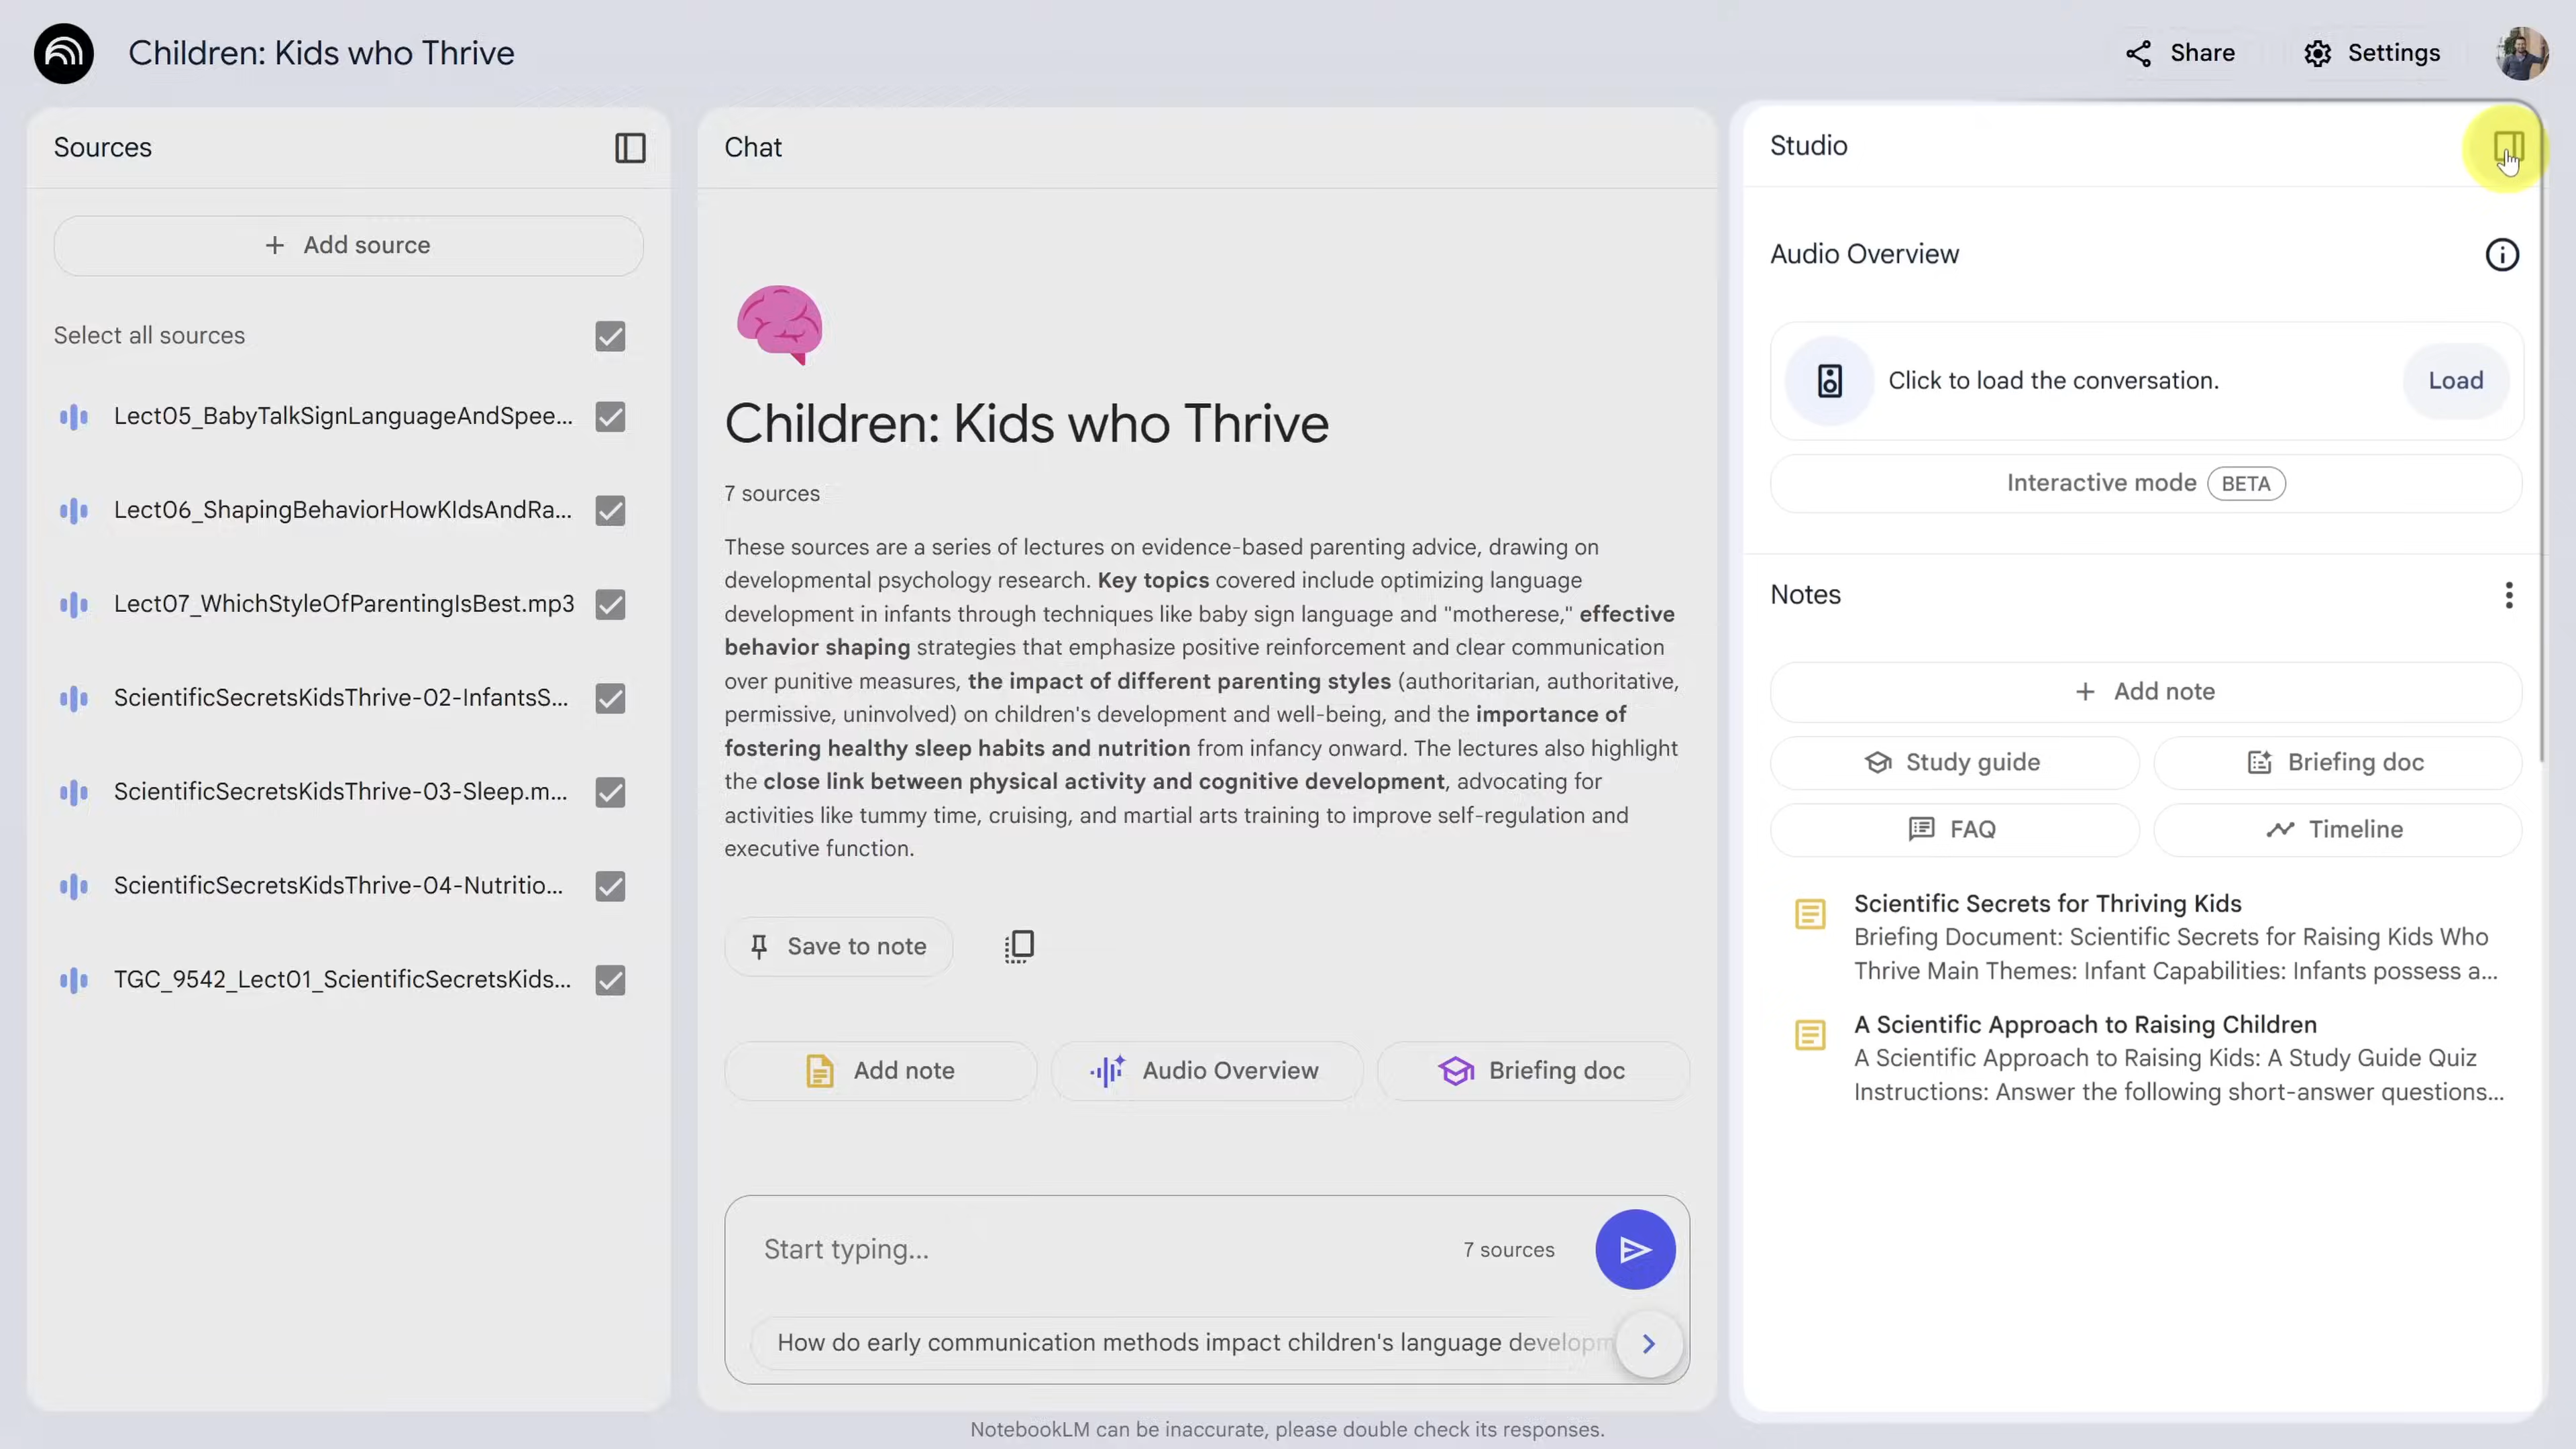 Children: Kids who Thrive
Share
Settings
Sources
+ Add source
Select all sources
Lect05_BabyTalkSignLanguageAndSpee...
Lect06_ShapingBehaviorHowKIdsAndRa...
Lect07_WhichStyleOfParentingIsBest.mp3
ScientificSecretsKidsThrive-02-InfantsS...
ScientificSecretsKidsThrive-03-Sleep.m...
ScientificSecretsKidsThrive-04-Nutritio...
TGC_9542_Lect01_ScientificSecretsKids...
Chat
Children: Kids who Thrive
7 sources
These sources are a series of lectures on evidence-based parenting advice, drawing on
developmental psychology research. Key topics covered include optimizing language
development in infants through techniques like baby sign language and "motherese," effective
behavior shaping strategies that emphasize positive reinforcement and clear communication
over punitive measures, the impact of different parenting styles (authoritarian, authoritative,
permissive, uninvolved) on children's development and well-being, and the importance of
fostering healthy sleep habits and nutrition from infancy onward. The lectures also highlight
the close link between physical activity and cognitive development, advocating for
activities like tummy time, cruising, and martial arts training to improve self-regulation and
executive function.
Save to note
Add note
Audio Overview
Briefing doc
Start typing...
7 sources
How do early communication methods impact children's language developm
Studio
Audio Overview
Click to load the conversation.
Load
Interactive mode BETA
Notes
+ Add note
Study guide
Briefing doc
FAQ
Timeline
Scientific Secrets for Thriving Kids
Briefing Document: Scientific Secrets for Raising Kids Who
Thrive Main Themes: Infant Capabilities: Infants possess a...
A Scientific Approach to Raising Children
A Scientific Approach to Raising Kids: A Study Guide Quiz
Instructions: Answer the following short-answer questions...
NotebookLM can be inaccurate, please double check its responses.